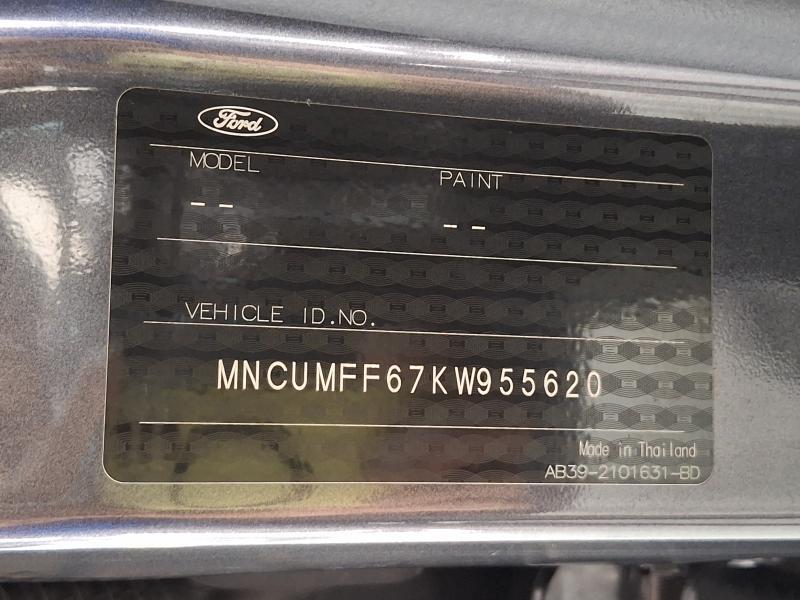 Ford
MODEL
PAINT
--
--
VEHICLE ID.NO.
MNCUMFF67KW955620
Made in Thailand
AB39-2101631-BD